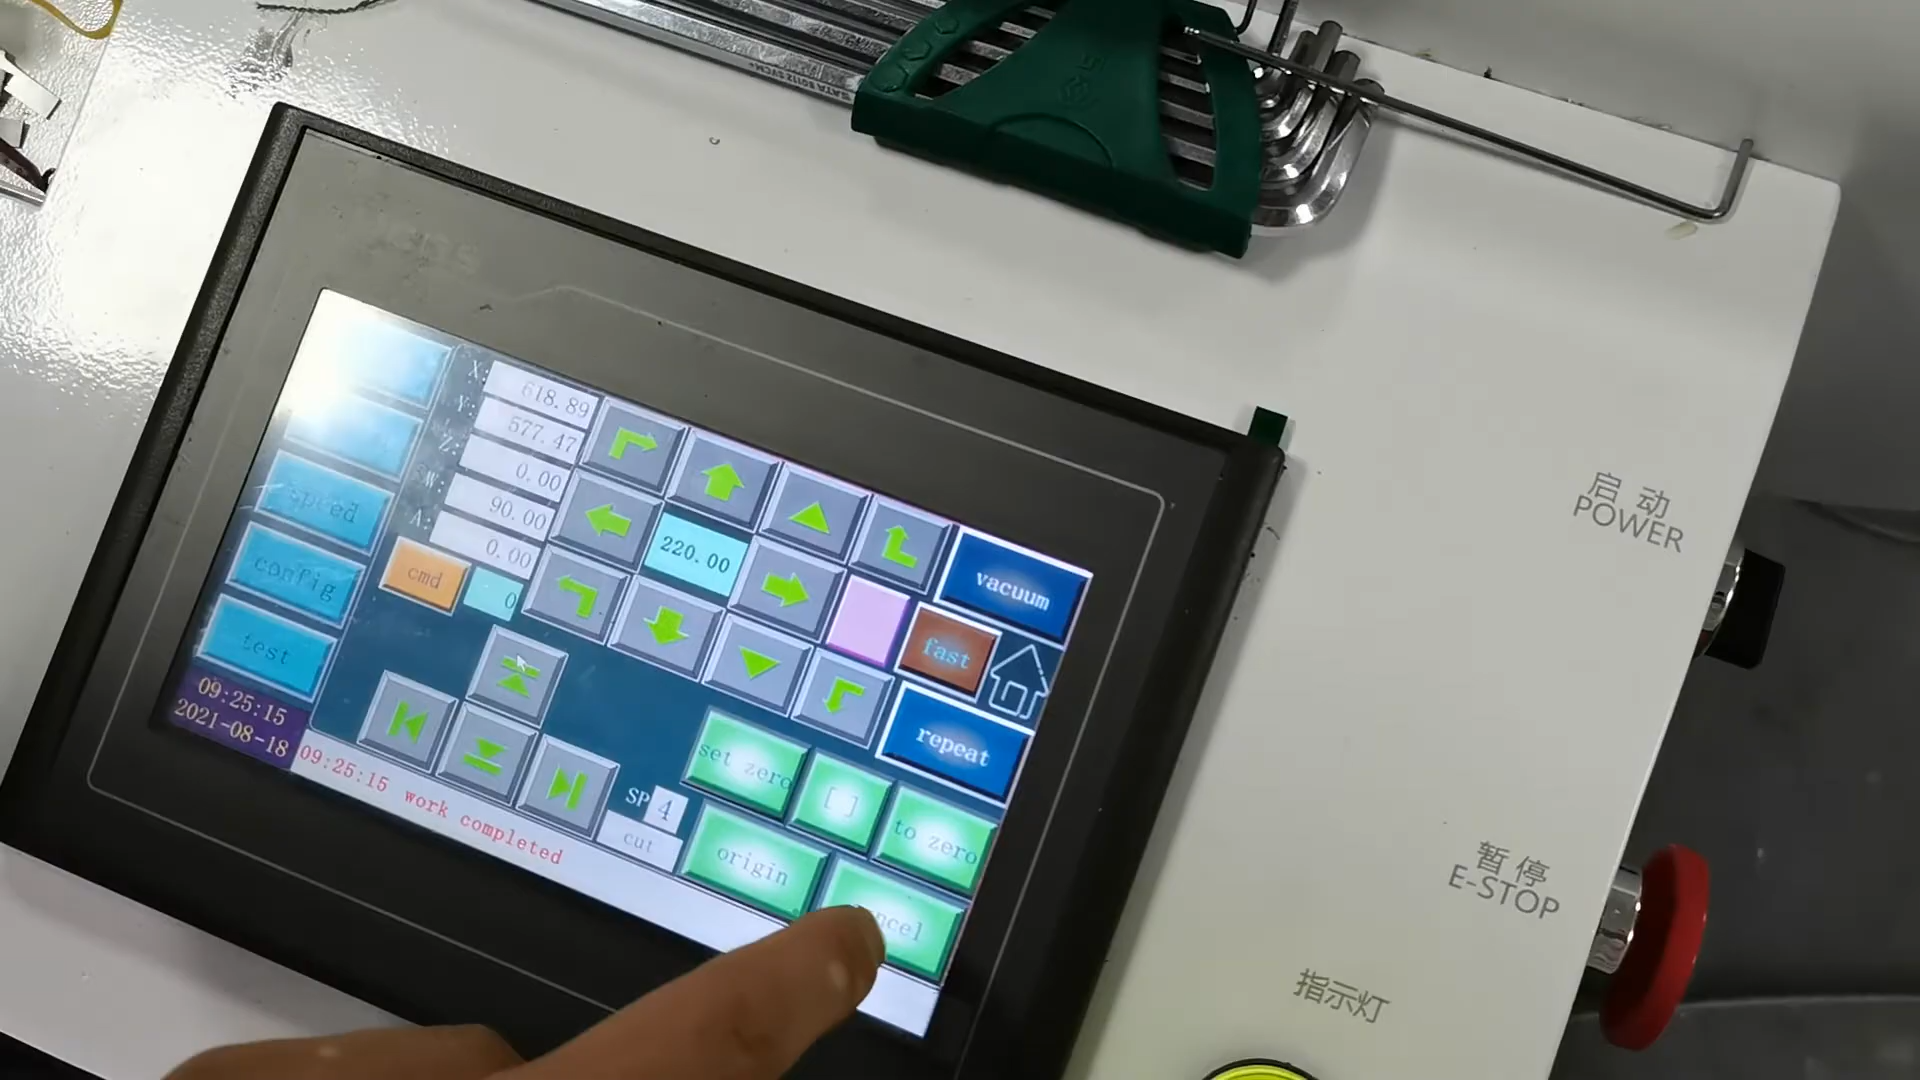 SATA
X:
618.89
Y:
577.47
Z:
0.00
SW:
90.00
A:
0.00
220.00
cmd
0
speed
config
test
vacuum
fast
repeat
set zero
[ ]
to zero
origin
SP
4
cut
09:25:15
2021-08-18
09:25:15 work completed
启动
POWER
暂停
E-STOP
指示灯